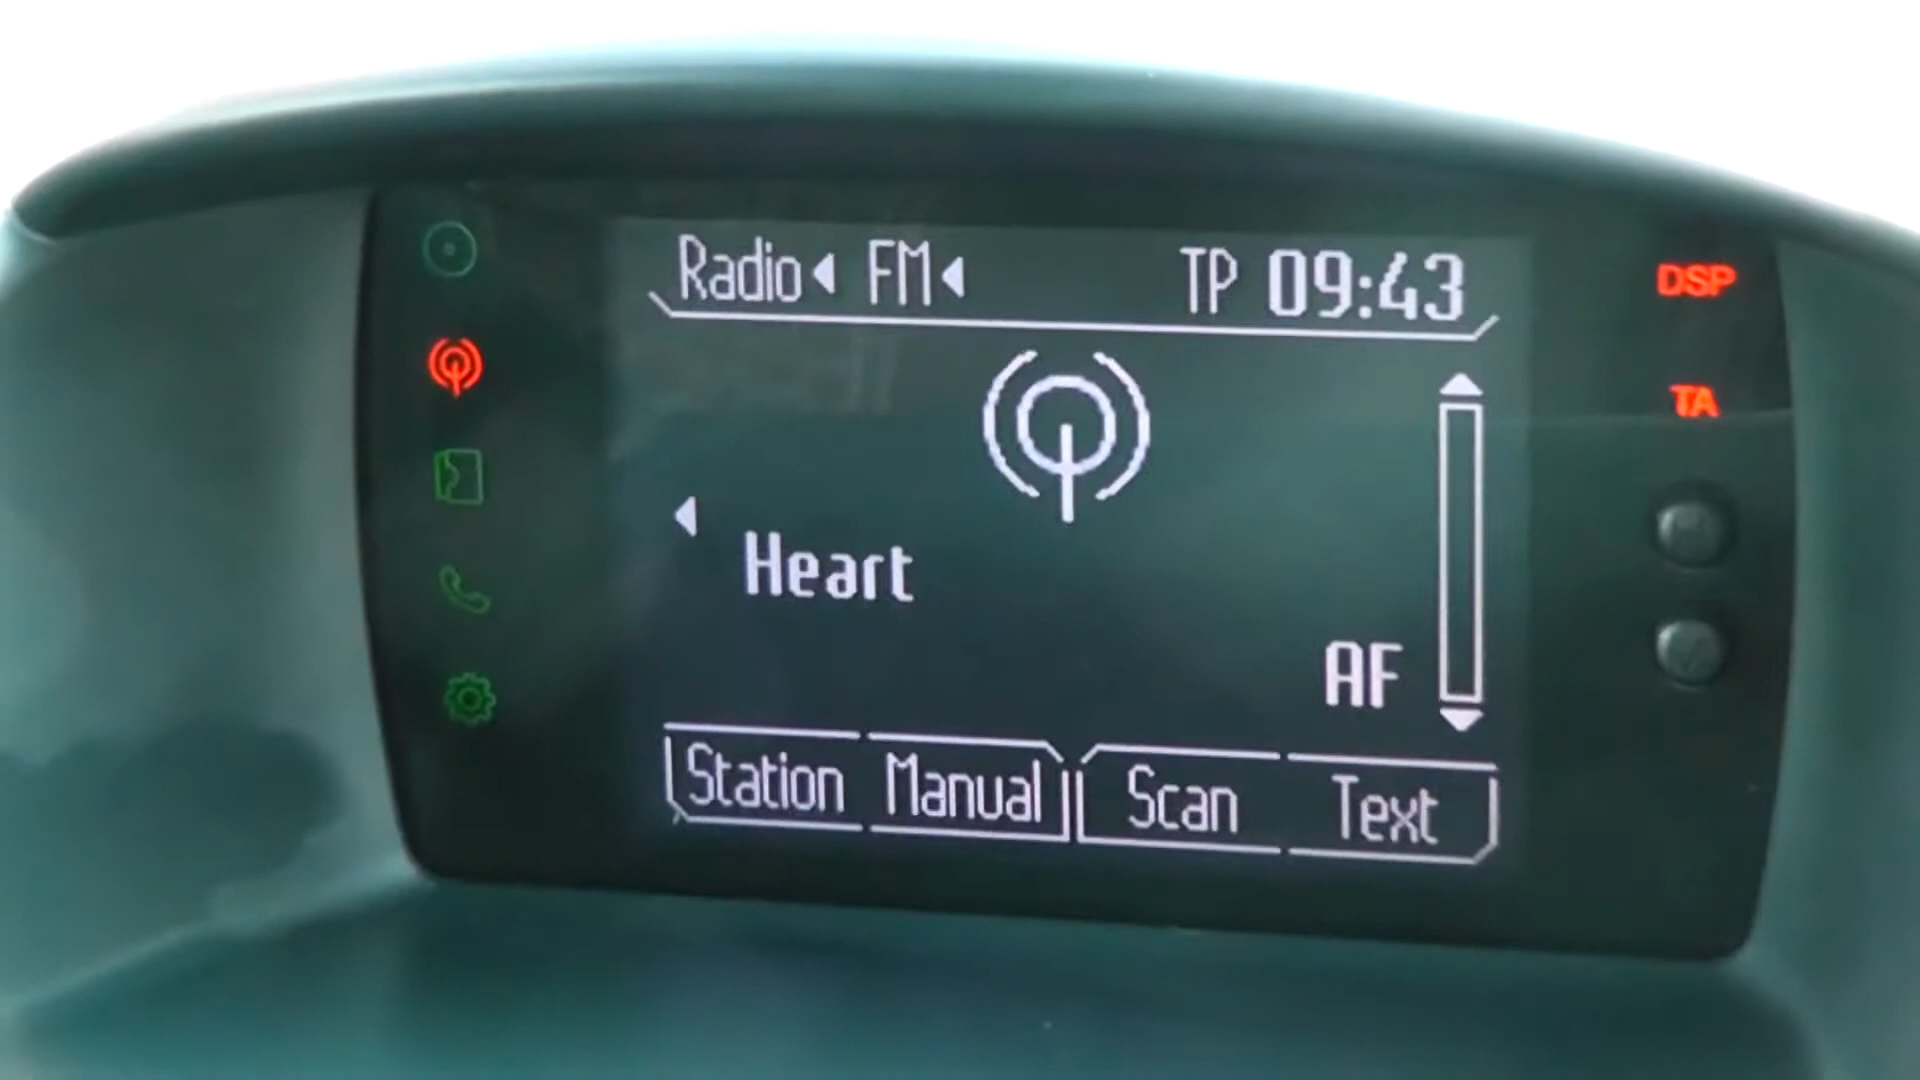 Radio FM TP 09:43
DSP
TA
Heart
AF
Station Manual Scan Text